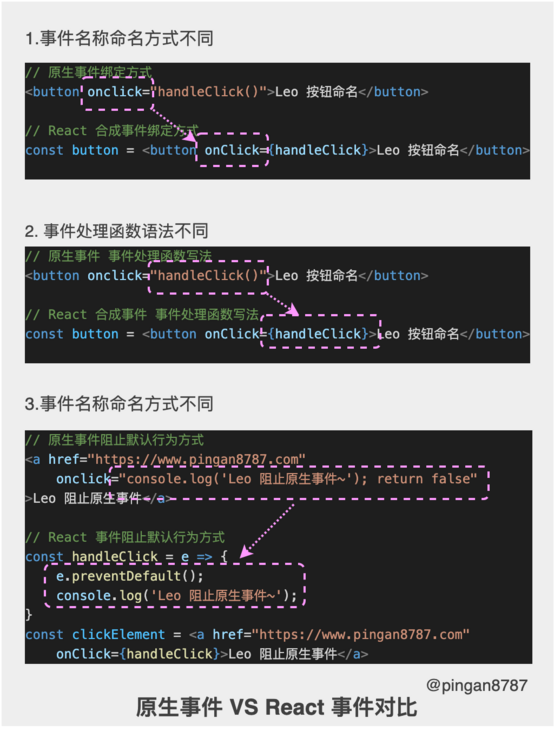 1.事件名称命名方式不同
// 原生事件绑定方式
<button onclick="handleClick()">Leo 按钮命名</button>
// React 合成事件绑定方式
const button = <button onClick={handleClick}>Leo 按钮命名</button>
2. 事件处理函数语法不同
// 原生事件 事件处理函数写法
<button onclick="handleClick()">Leo 按钮命名</button>
// React 合成事件 事件处理函数写法
const button = <button onClick={handleClick}>Leo 按钮命名</button>
3.事件名称命名方式不同
// 原生事件阻止默认行为方式
<a href="https://www.pingan8787.com"
onclick="console.log('Leo 阻止原生事件~'); return false"
>Leo 阻止原生事件</a>
// React 事件阻止默认行为方式
const handleClick = e => {
e.preventDefault();
console.log('Leo 阻止原生事件~');
}
const clickElement = <a href="https://www.pingan8787.com"
onClick={handleClick}>Leo 阻止原生事件</a>
@pingan8787
原生事件 VS React 事件对比